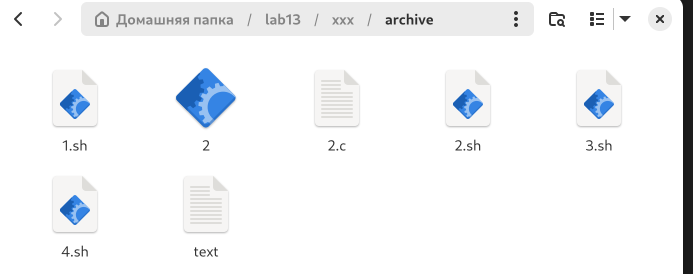 Домашняя папка / lab13 / xxx / archive
1.sh 2 2.c 2.sh 3.sh
4.sh text